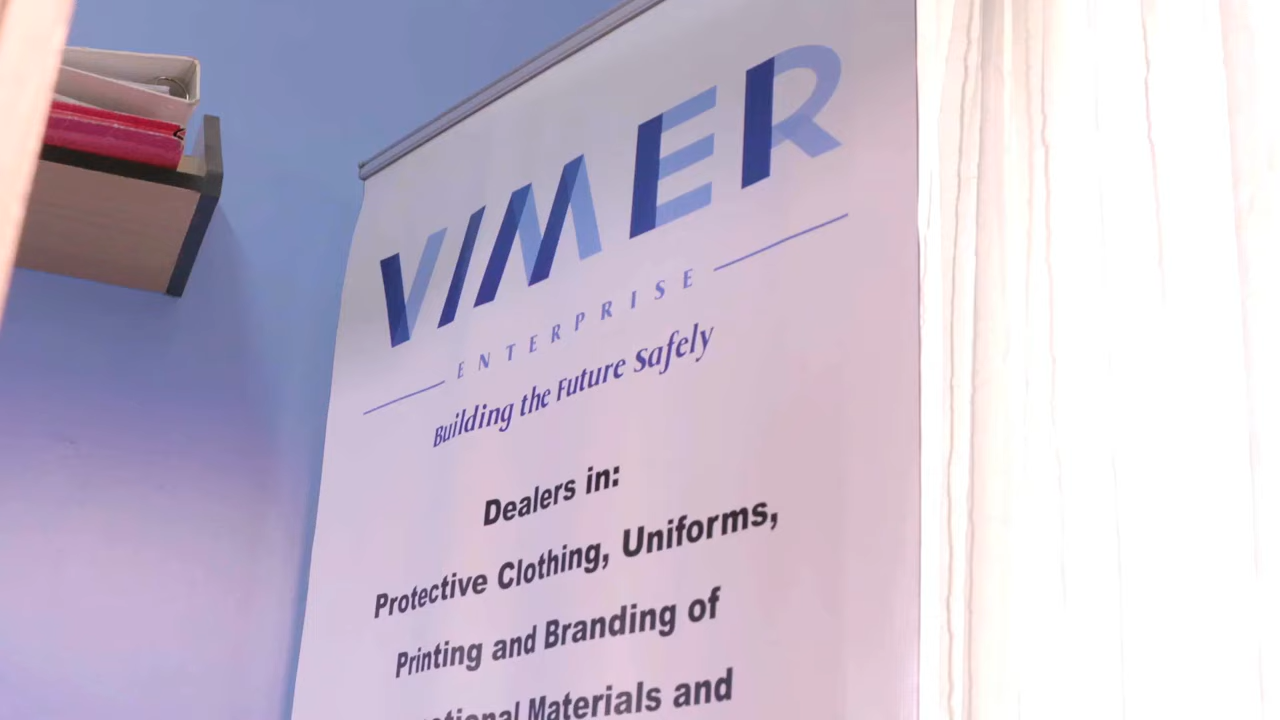 VIMER
ENTERPRISE
Building the Future Safely
Dealers in:
Protective Clothing, Uniforms,
Printing and Branding of
Materials and